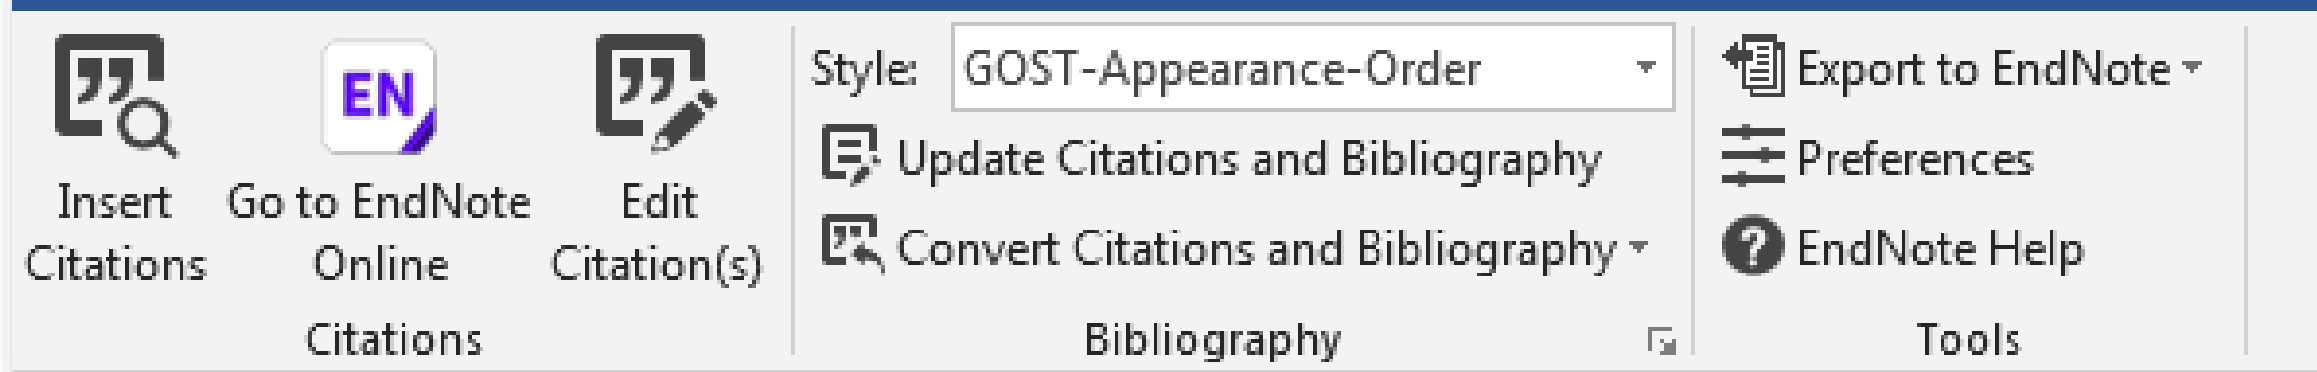 Insert
Citations
EN
Go to EndNote
Online
Edit
Citation(s)
Citations
Style: GOST-Appearance-Order
Update Citations and Bibliography
Convert Citations and Bibliography
Bibliography
Export to EndNote
Preferences
? EndNote Help
Tools